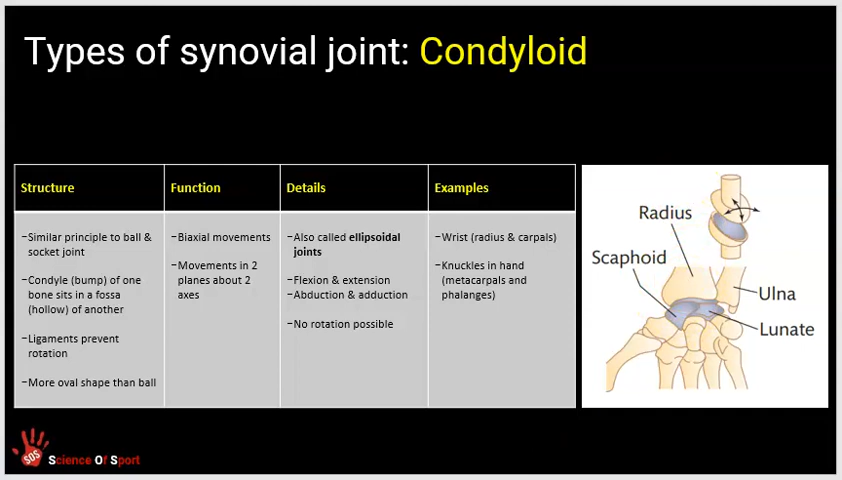 Types of synovial joint: Condyloid
Structure
Function
Details
Examples
-Similar principle to ball &
socket joint
-Condyle (bump) of one
bone sits in a fossa
(hollow) of another
-Ligaments prevent
rotation
-More oval shape than ball
-Biaxial movements
-Movements in 2
planes about 2
axes
-Also called ellipsoidal
joints
-Flexion & extension
-Abduction & adduction
-No rotation possible
-Wrist (radius & carpals)
-Knuckles in hand
(metacarpals and
phalanges)
Radius
Scaphoid
Ulna
Lunate
SOS
Science Of Sport